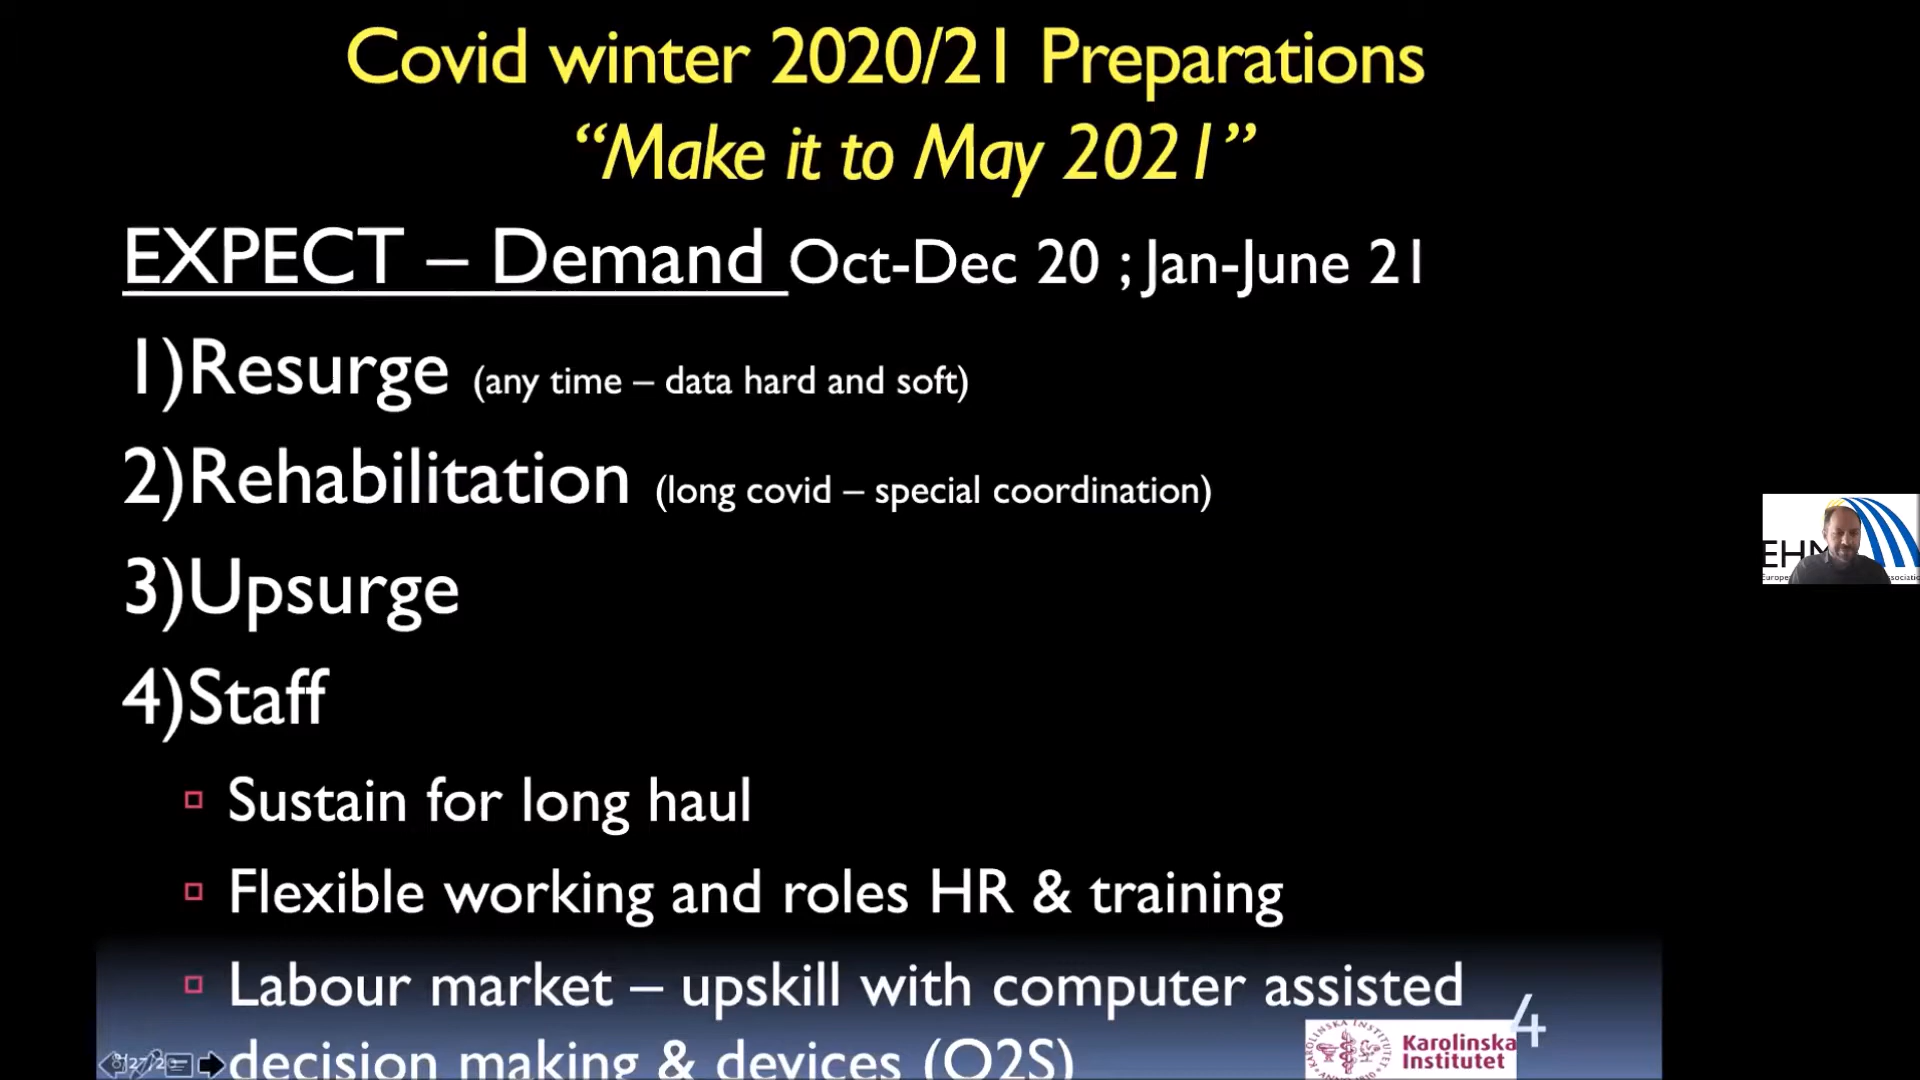 Covid winter 2020/21 Preparations
“Make it to May 2021”
EXPECT – Demand Oct-Dec 20 ; Jan-June 21
1)Resurge (any time – data hard and soft)
2)Rehabilitation (long covid – special coordination)
3)Upsurge
4)Staff
Sustain for long haul
Flexible working and roles HR & training
Labour market – upskill with computer assisted
decision making & devices (O2S)
4
Karolinska
Institutet
EHM
Europe